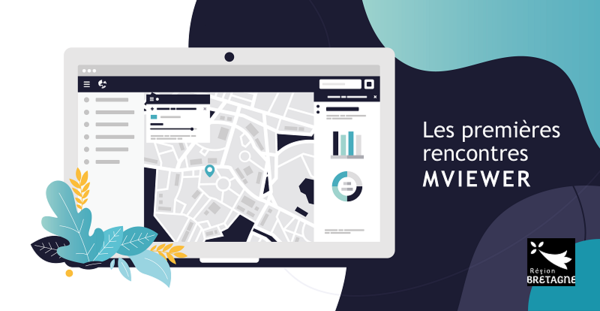 Les premières
rencontres
MVIEWER
Région
BRETAGNE